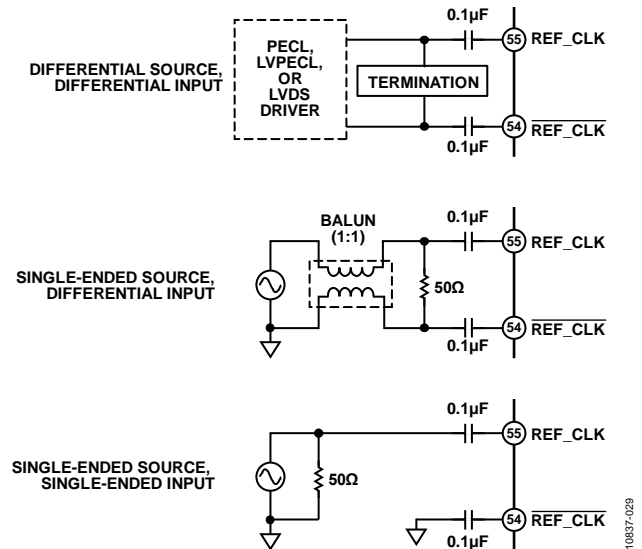 0.1µF
55 REF_CLK
PECL,
LVPECL,
OR
LVDS
DRIVER
DIFFERENTIAL SOURCE,
DIFFERENTIAL INPUT
TERMINATION
54 REF_CLK
0.1µF
BALUN
(1:1)
0.1µF
55 REF_CLK
SINGLE-ENDED SOURCE,
DIFFERENTIAL INPUT
50Ω
54 REF_CLK
0.1µF
0.1µF
55 REF_CLK
SINGLE-ENDED SOURCE,
SINGLE-ENDED INPUT
50Ω
54 REF_CLK
0.1µF
10837-029